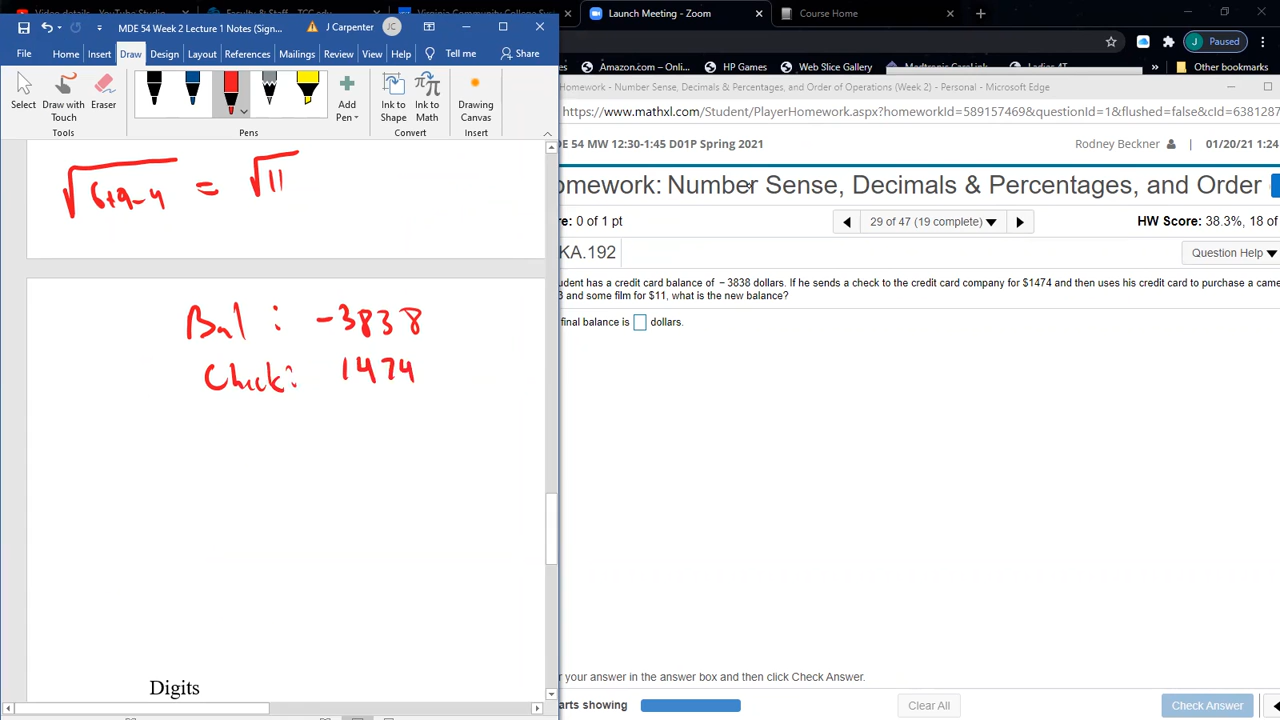 Launch Meeting - Zoom
Course Home
MDE 54 Week 2 Lecture 1 Notes (Sign...
J Carpenter
JC
File Home Insert Draw Design Layout References Mailings Review View Help Tell me Share
Select
Draw with Touch
Eraser
Add Pen
Ink to Shape
Ink to Math
Drawing Canvas
Tools
Pens
Convert
Insert
J Paused
Amazon.com – Onli...
HP Games
Web Slice Gallery
Other bookmarks
Homework - Number Sense, Decimals & Percentages, and Order of Operations (Week 2) - Personal - Microsoft Edge
https://www.mathxl.com/Student/PlayerHomework.aspx?homeworkId=589157469&questionId=1&flushed=false&cId=638128
DE 54 MW 12:30-1:45 D01P Spring 2021
Rodney Beckner
01/20/21 1:24
omework: Number Sense, Decimals & Percentages, and Order
re: 0 of 1 pt
29 of 47 (19 complete)
HW Score: 38.3%, 18 of
KA.192
Question Help
udent has a credit card balance of − 3838 dollars. If he sends a check to the credit card company for $1474 and then uses his credit card to purchase a came
3 and some film for $11, what is the new balance?
final balance is dollars.
√6+9-4 = √11
Bal : -3838
Check: 1474
Digits
r your answer in the answer box and then click Check Answer.
arts showing
Clear All
Check Answer